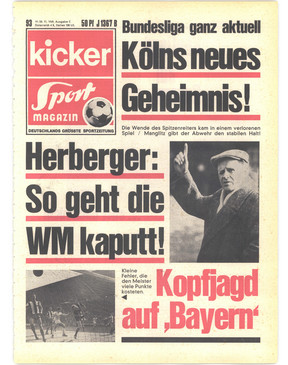 93
50 Pf J 1367 B
kicker
Sport
MAGAZIN
DEUTSCHLANDS GRÖSSTE SPORTZEITUNG
Bundesliga ganz aktuell
Kölns neues
Geheimnis!
Die Wende des Spitzenreiters kam in einem verlorenen
Spiel / Manglitz gibt der Abwehr den stabilen Halt!
Herberger:
So geht die
WM kaputt!
Kleine
Fehler, die
den Meister
viele Punkte
kosteten.
Kopfjagd
auf ‚Bayern‘